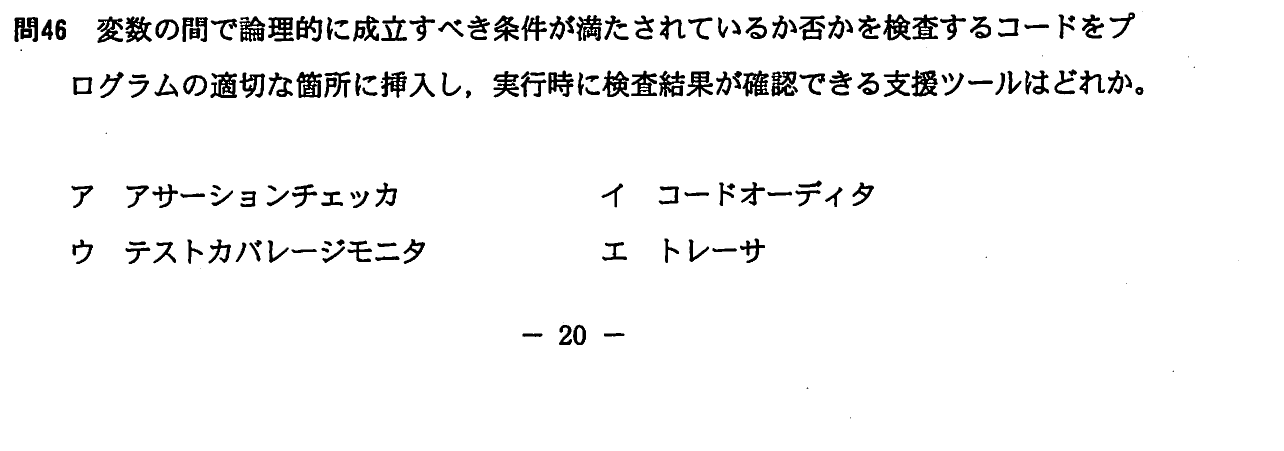 問46 変数の間で論理的に成立すべき条件が満たされているか否かを検査するコードをプ
ログラムの適切な箇所に挿入し，実行時に検査結果が確認できる支援ツールはどれか。
ア アサーションチェッカ イ コードオーディタ
ウ テストカバレージモニタ エ トレーサ
－ 20 －